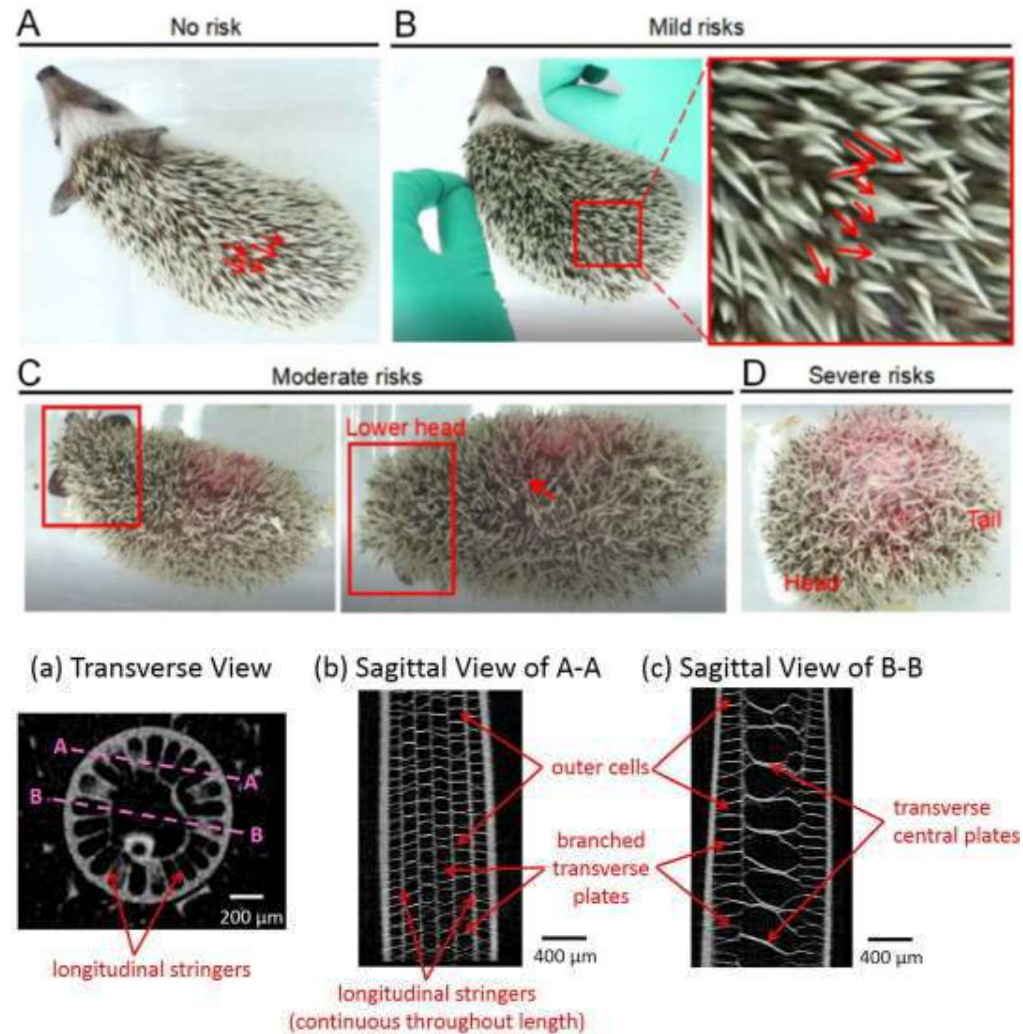 A No risk
B Mild risks
C Moderate risks
D Severe risks
Lower head
Tail
Head
(a) Transverse View
(b) Sagittal View of A-A
(c) Sagittal View of B-B
A
A
B
B
200 µm
longitudinal stringers
outer cells
branched
transverse
plates
transverse
central plates
400 µm
400 µm
longitudinal stringers
(continuous throughout length)